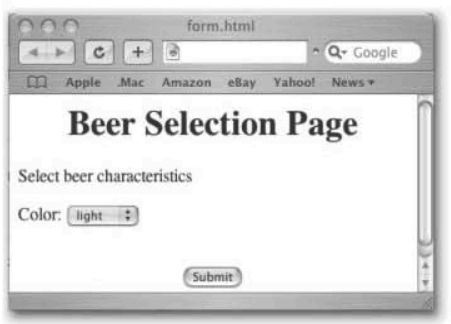 form.html
Google
Apple .Mac Amazon eBay Yahoo! News
Beer Selection Page
Select beer characteristics
Color: light
Submit